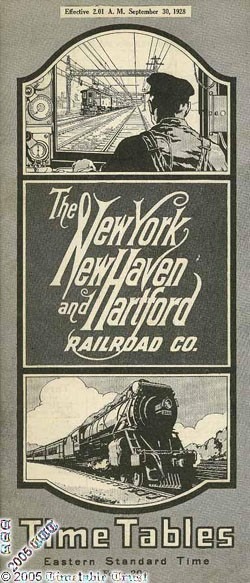 Effective 2.01 A. M. September 30, 1928
The New York
New Haven
and Hartford
RAILROAD CO.
Time Tables
Eastern Standard Time
2005
©2005